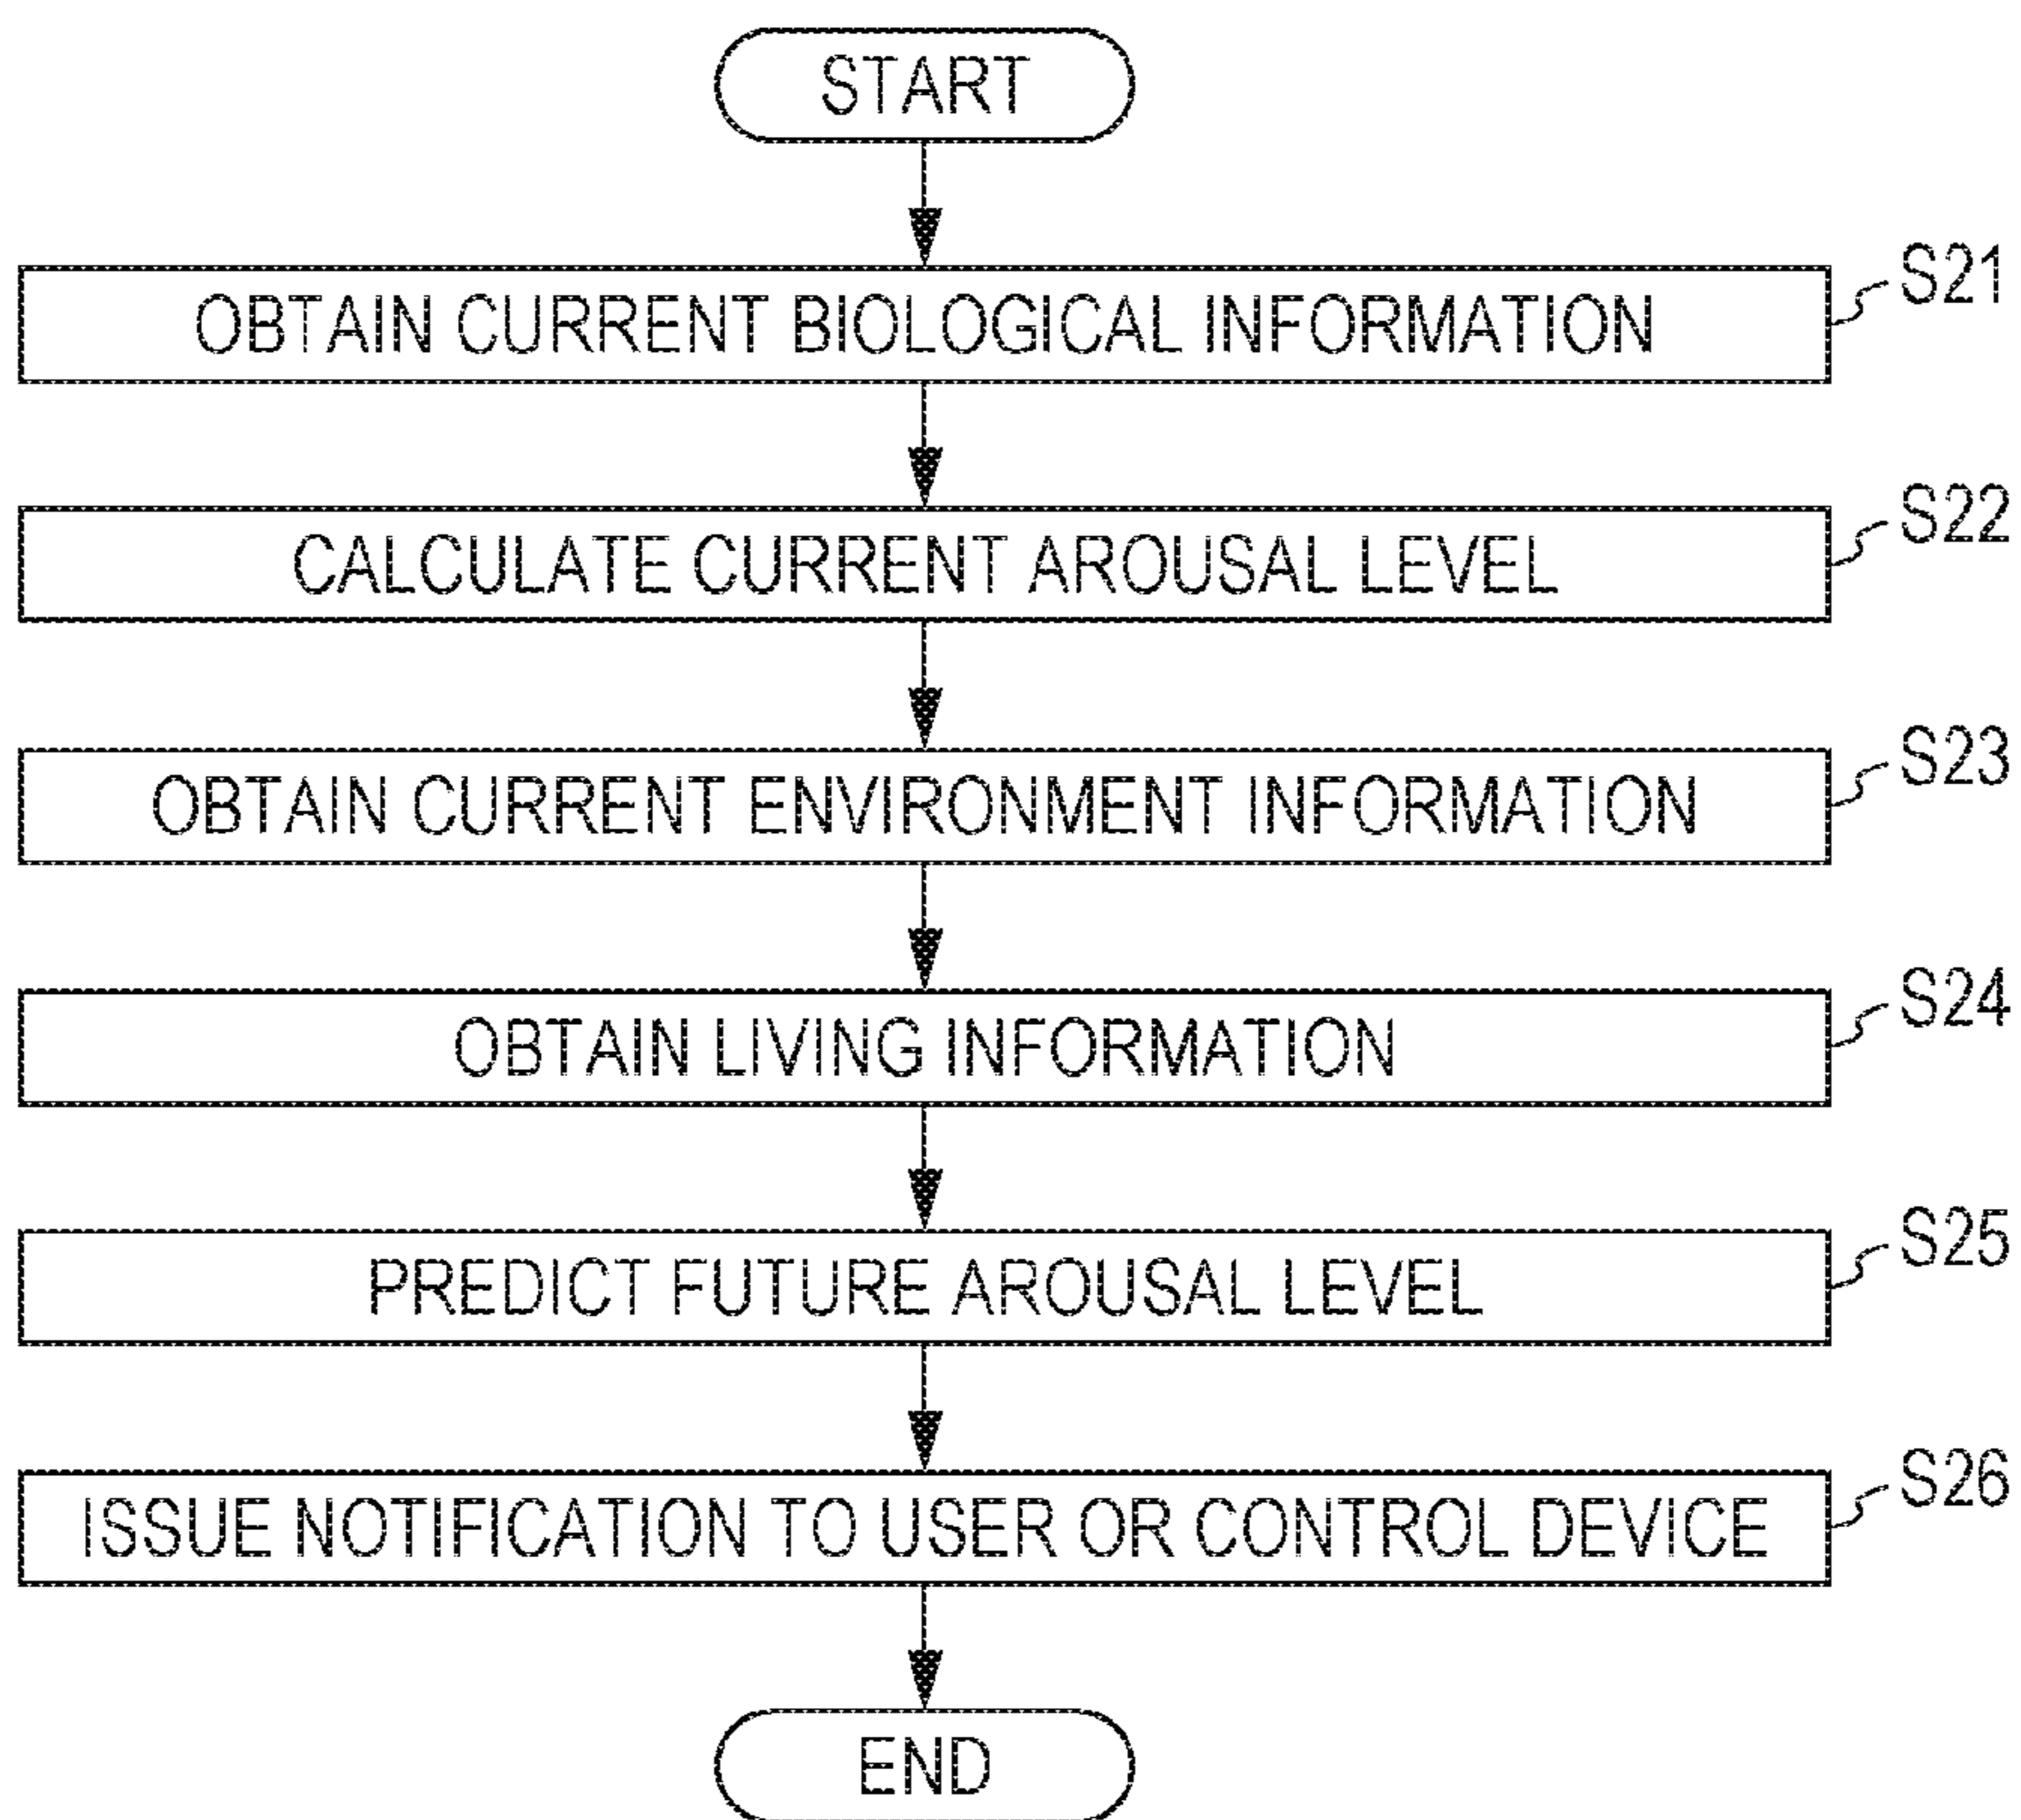 START
OBTAIN CURRENT BIOLOGICAL INFORMATION
S21
CALCULATE CURRENT AROUSAL LEVEL
S22
OBTAIN CURRENT ENVIRONMENT INFORMATION
S23
OBTAIN LIVING INFORMATION
S24
PREDICT FUTURE AROUSAL LEVEL
S25
ISSUE NOTIFICATION TO USER OR CONTROL DEVICE
S26
END